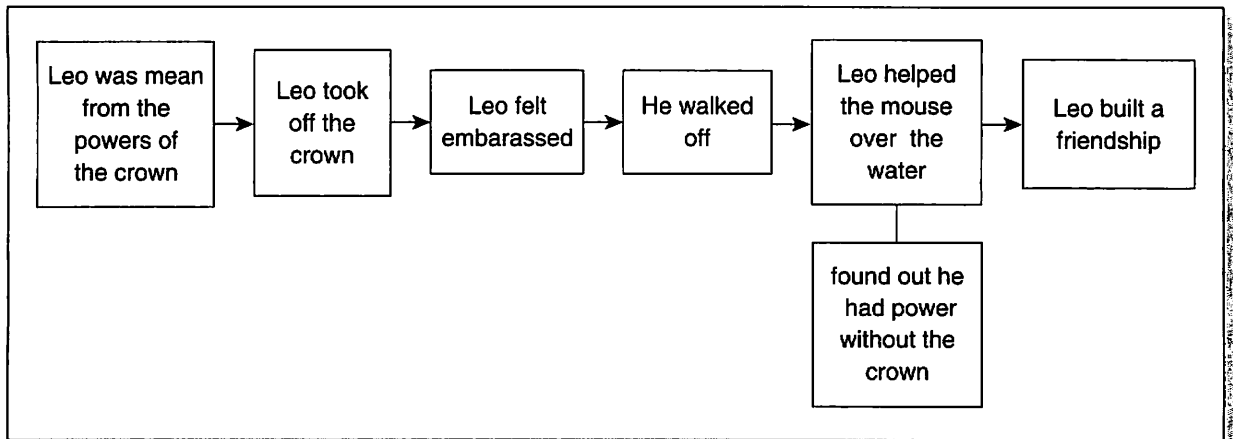 Leo was mean
from the
powers of
the crown
Leo took
off the
crown
Leo felt
embarassed
He walked
off
Leo helped
the mouse
over the
water
Leo built a
friendship
found out he
had power
without the
crown